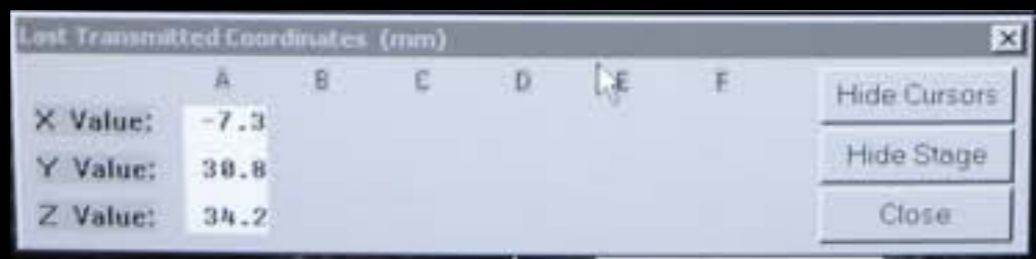 Last Transmitted Coordinates (mm)
A B C D E F
X Value: -7.3
Y Value: 30.8
Z Value: 34.2
Hide Cursors
Hide Stage
Close